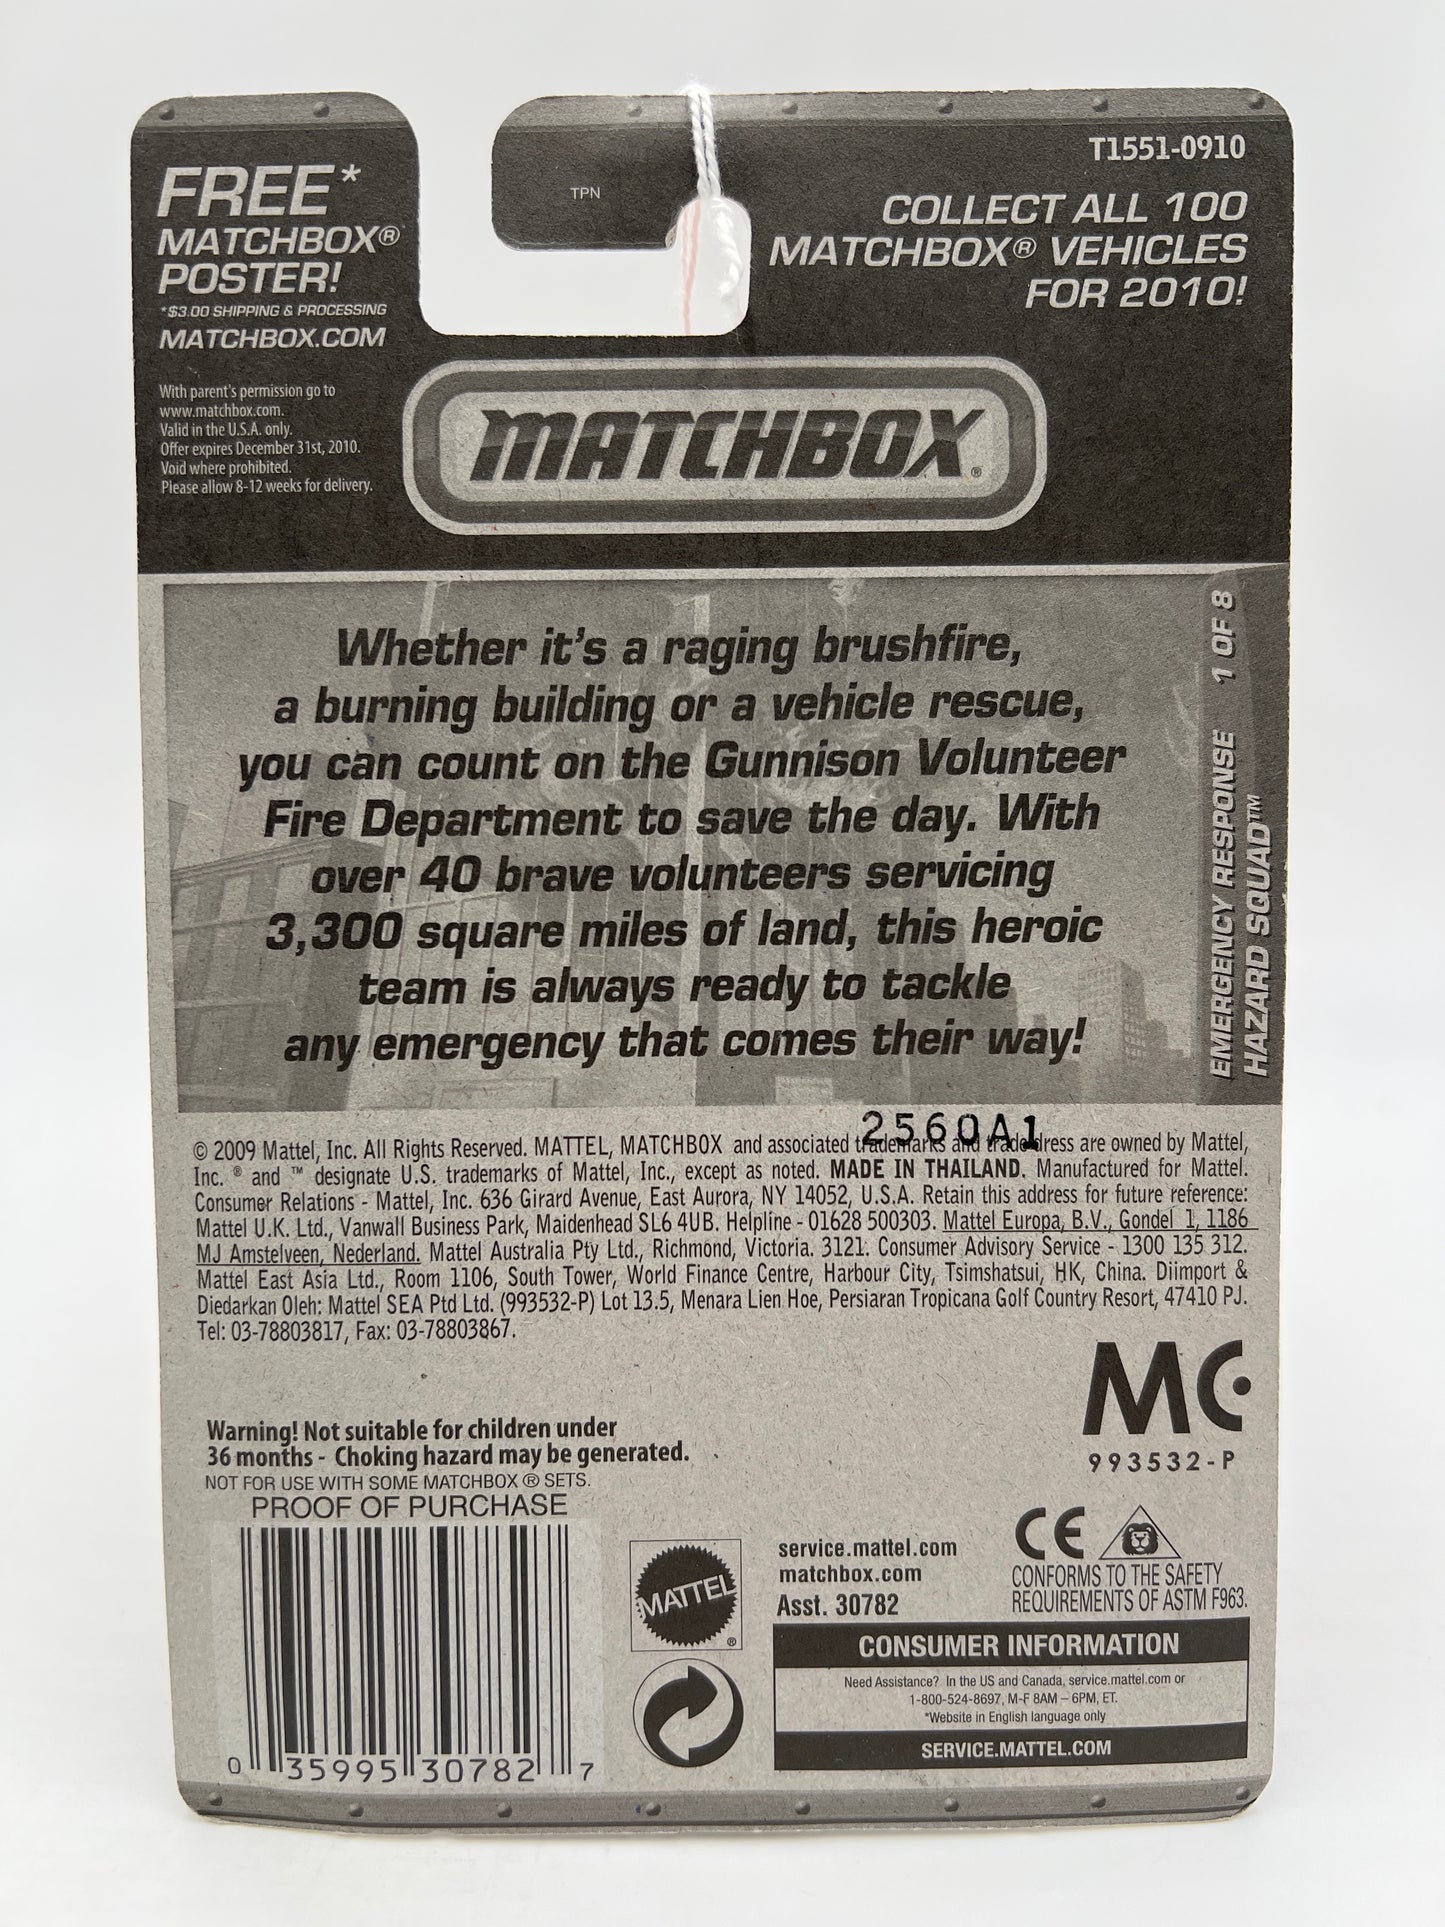 FREE*
MATCHBOX®
POSTER!
*$3.00 SHIPPING & PROCESSING
MATCHBOX.COM
With parent's permission go to
www.matchbox.com.
Valid in the U.S.A. only.
Offer expires December 31st, 2010.
Void where prohibited.
Please allow 8-12 weeks for delivery.
TPN
T1551-0910
COLLECT ALL 100
MATCHBOX® VEHICLES
FOR 2010!
MATCHBOX®
Whether it's a raging brushfire,
a burning building or a vehicle rescue,
you can count on the Gunnison Volunteer
Fire Department to save the day. With
over 40 brave volunteers servicing
3,300 square miles of land, this heroic
team is always ready to tackle
any emergency that comes their way!
EMERGENCY RESPONSE 1 OF 8
HAZARD SQUAD™
2560A1
© 2009 Mattel, Inc. All Rights Reserved. MATTEL, MATCHBOX and associated trademarks and trade dress are owned by Mattel,
Inc. ® and ™ designate U.S. trademarks of Mattel, Inc., except as noted. MADE IN THAILAND. Manufactured for Mattel.
Consumer Relations - Mattel, Inc. 636 Girard Avenue, East Aurora, NY 14052, U.S.A. Retain this address for future reference:
Mattel U.K. Ltd., Vanwall Business Park, Maidenhead SL6 4UB. Helpline - 01628 500303. Mattel Europa, B.V., Gondel 1, 1186
MJ Amstelveen, Nederland. Mattel Australia Pty Ltd., Richmond, Victoria. 3121. Consumer Advisory Service - 1300 135 312.
Mattel East Asia Ltd., Room 1106, South Tower, World Finance Centre, Harbour City, Tsimshatsui, HK, China. Diimport &
Diedarkan Oleh: Mattel SEA Ptd Ltd. (993532-P) Lot 13.5, Menara Lien Hoe, Persiaran Tropicana Golf Country Resort, 47410 PJ.
Tel: 03-78803817, Fax: 03-78803867.
MC
993532-P
Warning! Not suitable for children under
36 months - Choking hazard may be generated.
NOT FOR USE WITH SOME MATCHBOX ® SETS.
PROOF OF PURCHASE
0 35995 30782 7
MATTEL®
service.mattel.com
matchbox.com
Asst. 30782
CE
CONFORMS TO THE SAFETY
REQUIREMENTS OF ASTM F963.
CONSUMER INFORMATION
Need Assistance? In the US and Canada, service.mattel.com or
1-800-524-8697, M-F 8AM – 6PM, ET.
*Website in English language only
SERVICE.MATTEL.COM